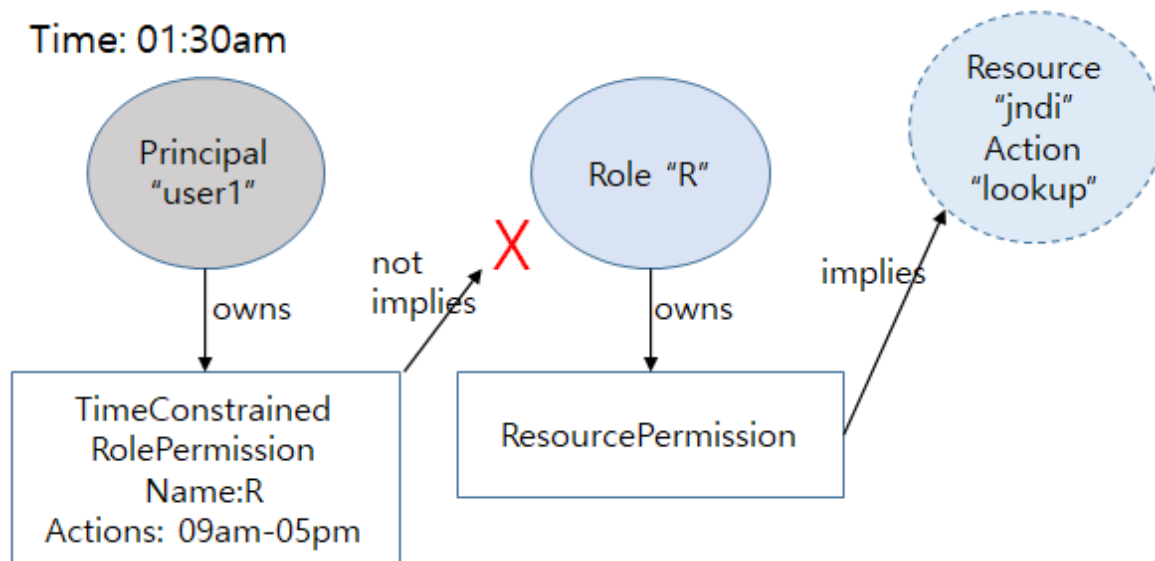 Time: 01:30am
Principal
“user1”
Role “R”
Resource
“jndi”
Action
“lookup”
owns
not
implies
X
owns
implies
TimeConstrained
RolePermission
Name:R
Actions: 09am-05pm
ResourcePermission